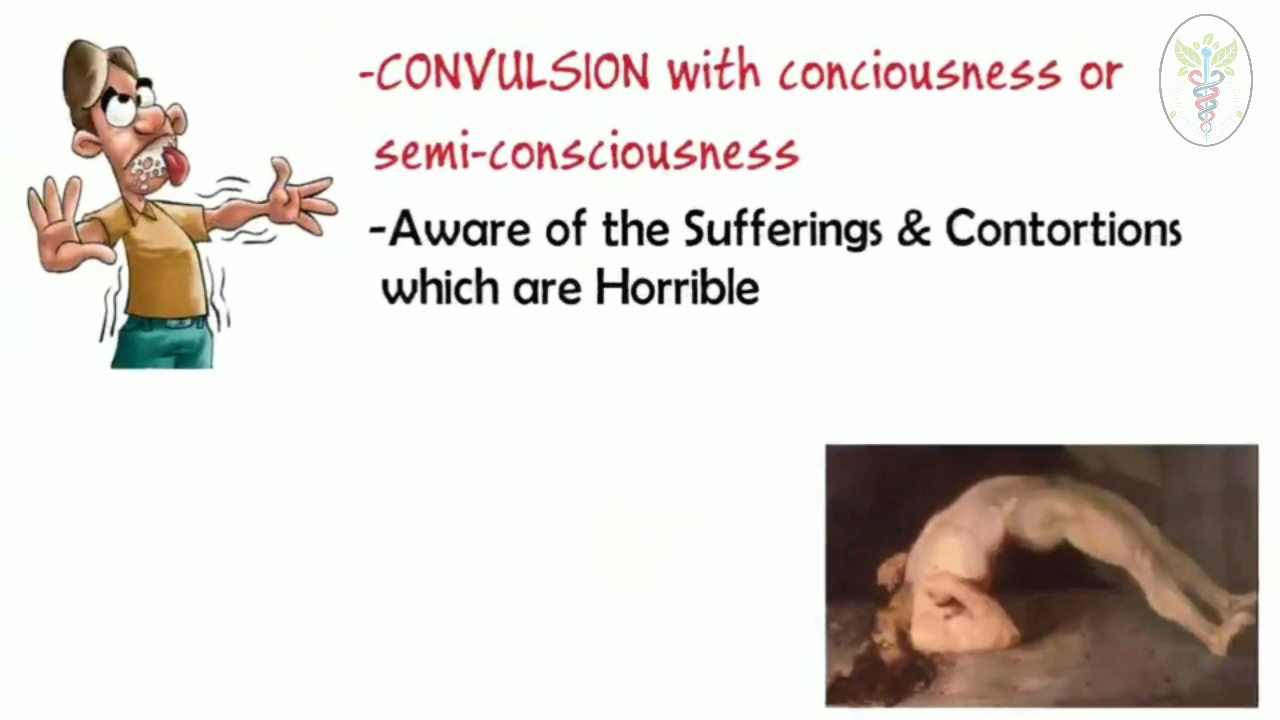 -CONVULSION with conciousness or
semi-consciousness
-Aware of the Sufferings & Contortions
which are Horrible